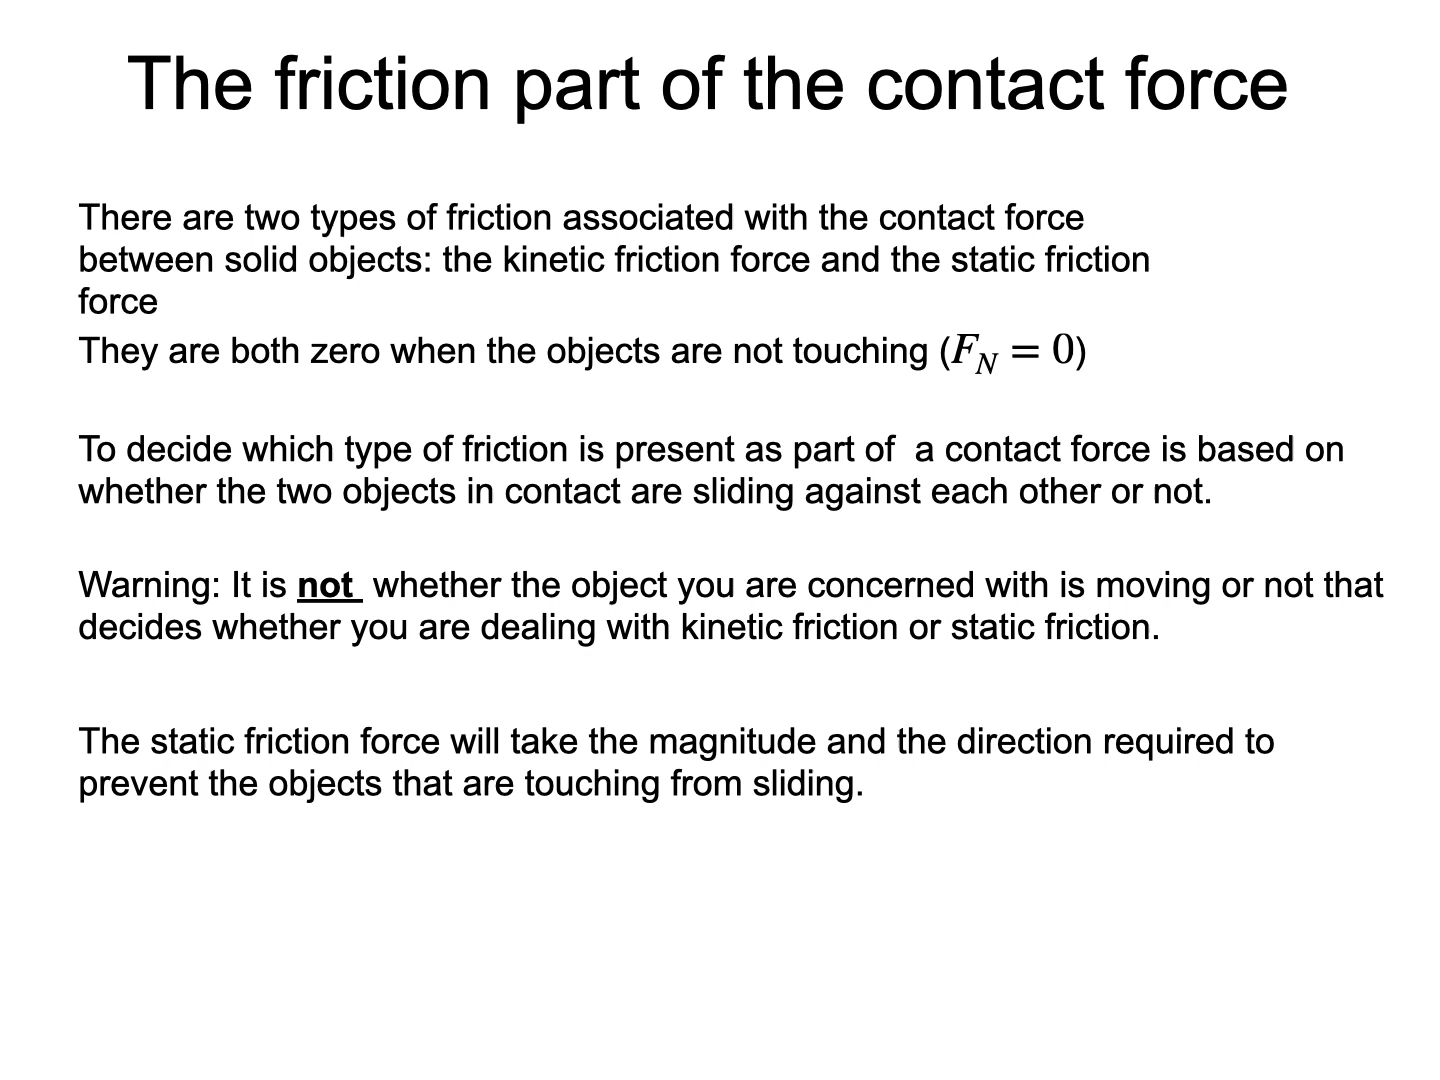 The friction part of the contact force
There are two types of friction associated with the contact force
between solid objects: the kinetic friction force and the static friction
force
They are both zero when the objects are not touching (F_N = 0)
To decide which type of friction is present as part of  a contact force is based on
whether the two objects in contact are sliding against each other or not.
Warning: It is not  whether the object you are concerned with is moving or not that
decides whether you are dealing with kinetic friction or static friction.
The static friction force will take the magnitude and the direction required to
prevent the objects that are touching from sliding.